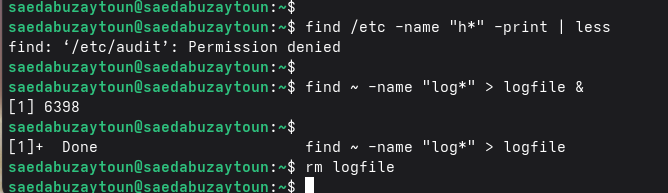 saedabuzaytoun@saedabuzaytoun:~$
saedabuzaytoun@saedabuzaytoun:~$ find /etc -name "h*" -print | less
find: ‘/etc/audit’: Permission denied
saedabuzaytoun@saedabuzaytoun:~$
saedabuzaytoun@saedabuzaytoun:~$ find ~ -name "log*" > logfile &
[1] 6398
saedabuzaytoun@saedabuzaytoun:~$
[1]+  Done                    find ~ -name "log*" > logfile
saedabuzaytoun@saedabuzaytoun:~$ rm logfile
saedabuzaytoun@saedabuzaytoun:~$